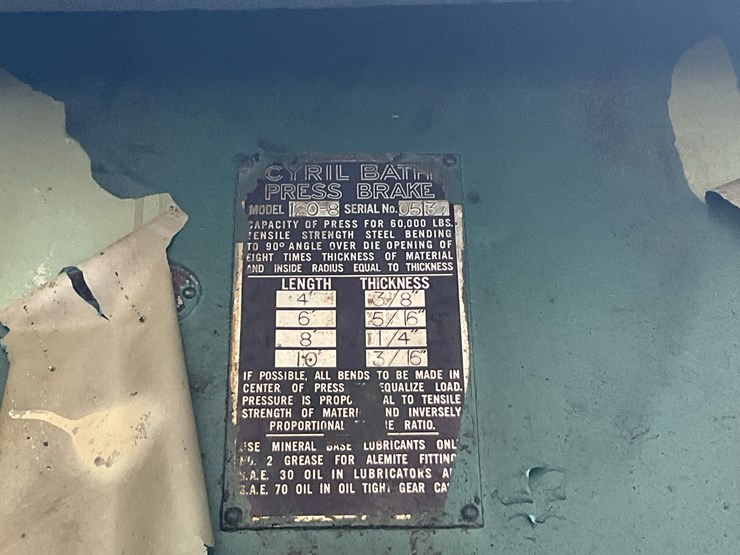 CYRIL BATH
PRESS BRAKE
MODEL 120-8 SERIAL No.
CAPACITY OF PRESS FOR 60,000 LBS.
TENSILE STRENGTH STEEL BENDING
TO 90° ANGLE OVER DIE OPENING OF
EIGHT TIMES THICKNESS OF MATERIAL
AND INSIDE RADIUS EQUAL TO THICKNESS
LENGTH THICKNESS
4' 3/8"
6' 5/16"
8' 1/4"
10' 3/16"
IF POSSIBLE, ALL BENDS TO BE MADE IN
CENTER OF PRESS EQUALIZE LOAD.
PRESSURE IS AL TO TENSILE
STRENGTH OF ND INVERSELY
PROPORTIONAL RATIO.
USE MINERAL BASE LUBRICANTS ONL
NO. 2 GREASE FOR ALEMITE FITTING
S.A.E. 30 OIL IN LUBRICATORS A
S.A.E. 70 OIL IN OIL TIGHT GEAR CA